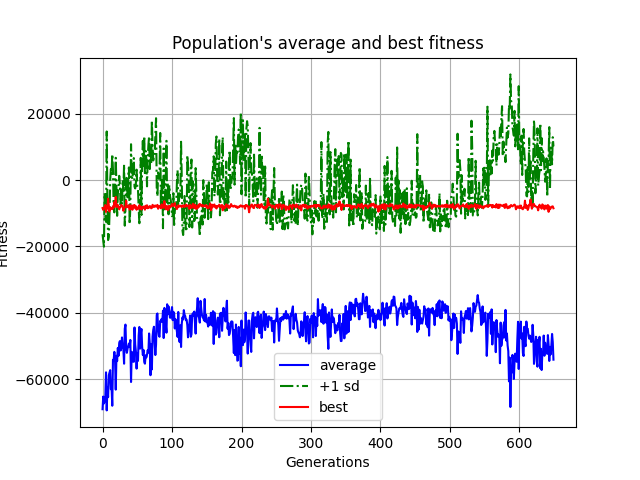 Population's average and best fitness
20000
0
−20000
−40000
−60000
0 100 200 300 400 500 600
Generations
average
+1 sd
best